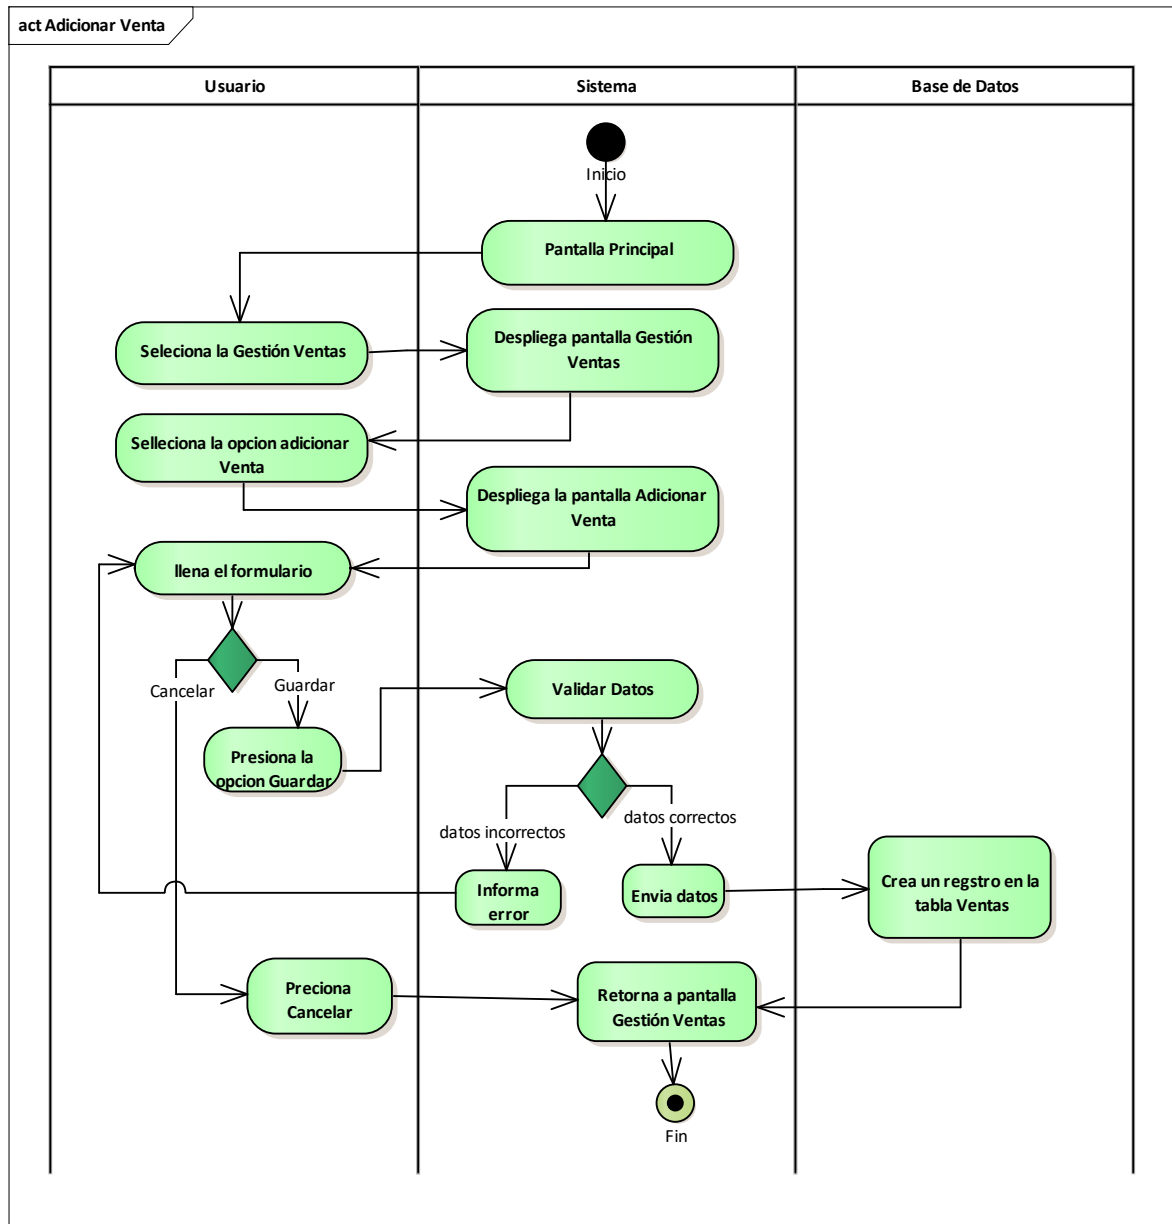 act Adicionar Venta
Usuario
Sistema
Base de Datos
Inicio
Pantalla Principal
Seleciona la Gestión Ventas
Despliega pantalla Gestión
Ventas
Selleciona la opcion adicionar
Venta
Despliega la pantalla Adicionar
Venta
llena el formulario
Cancelar
Guardar
Validar Datos
Presiona la
opcion Guardar
datos incorrectos
datos correctos
Informa
error
Envia datos
Crea un regstro en la
tabla Ventas
Preciona
Cancelar
Retorna a pantalla
Gestión Ventas
Fin